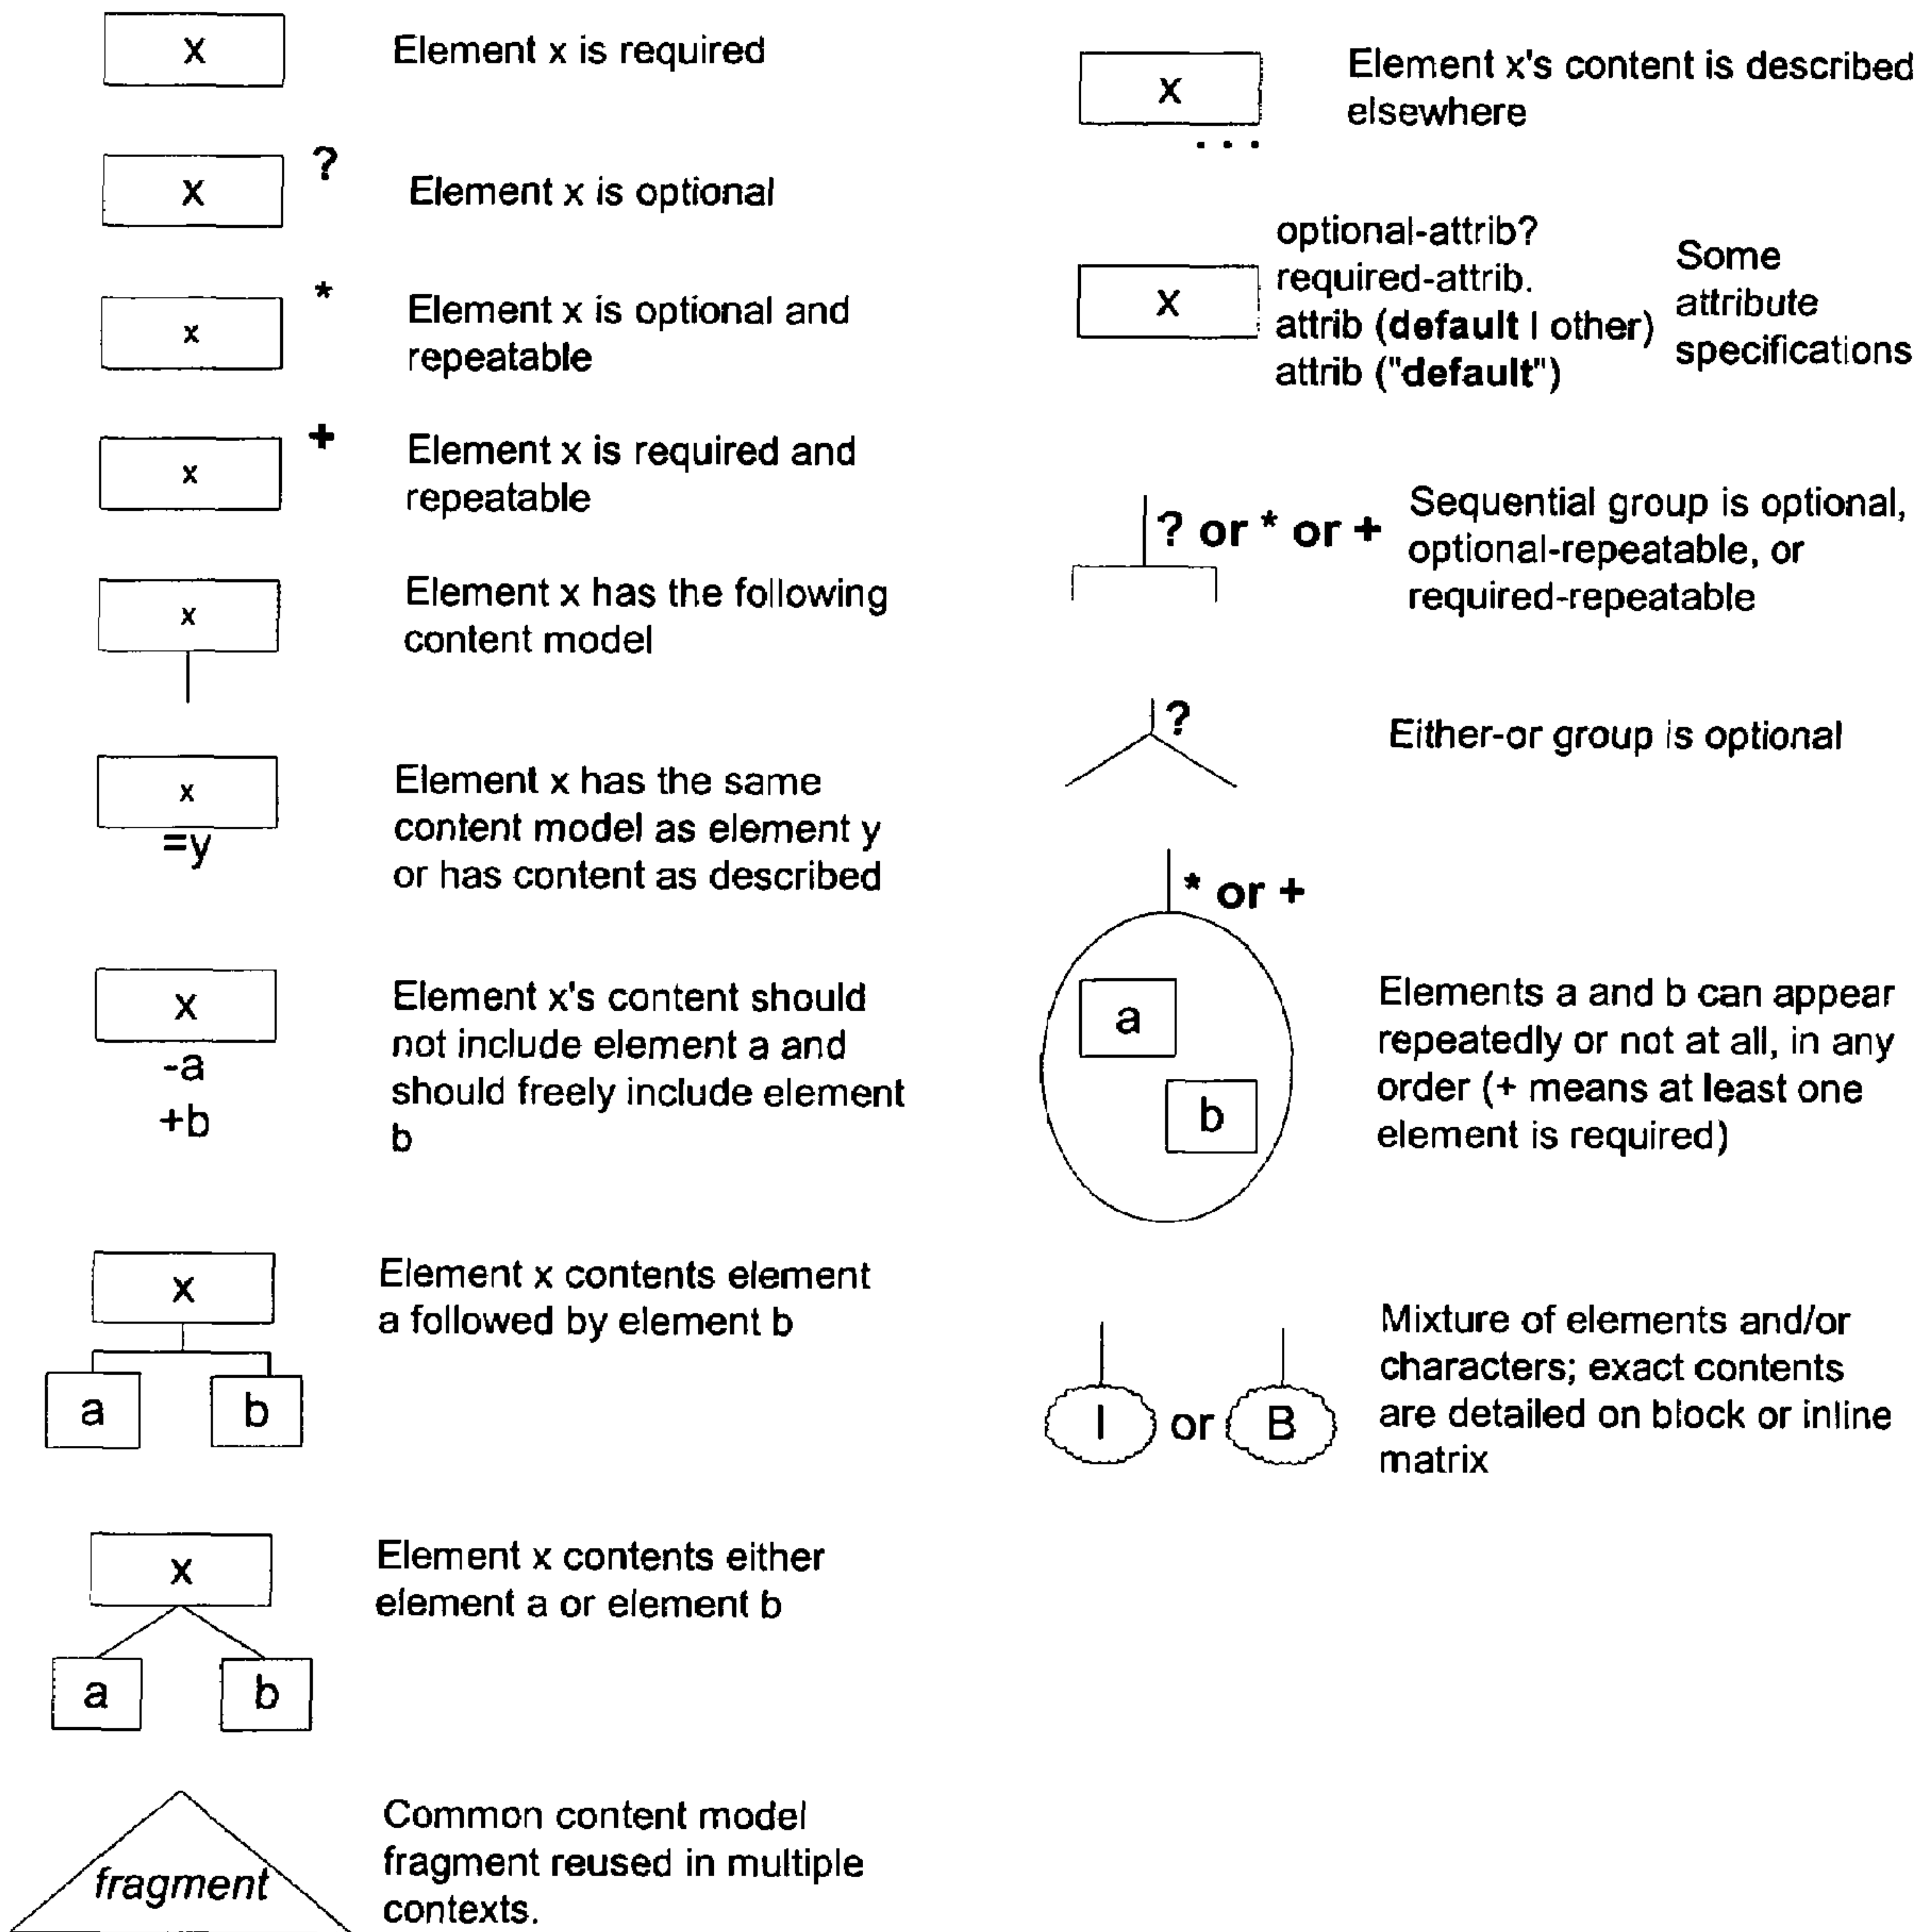 x
Element x is required
x
?
Element x is optional
x
*
Element x is optional and
repeatable
x
+
Element x is required and
repeatable
x
Element x has the following
content model
x
=y
Element x has the same
content model as element y
or has content as described
x
-a
+b
Element x's content should
not include element a and
should freely include element
b
x
a
b
Element x contents element
a followed by element b
x
a
b
Element x contents either
element a or element b
fragment
Common content model
fragment reused in multiple
contexts.
x
. . .
Element x's content is described
elsewhere
x
optional-attrib?
required-attrib.
attrib (default | other)
attrib ("default")
Some
attribute
specifications
? or * or +
Sequential group is optional,
optional-repeatable, or
required-repeatable
?
Either-or group is optional
* or +
a
b
Elements a and b can appear
repeatedly or not at all, in any
order (+ means at least one
element is required)
I or B
Mixture of elements and/or
characters; exact contents
are detailed on block or inline
matrix